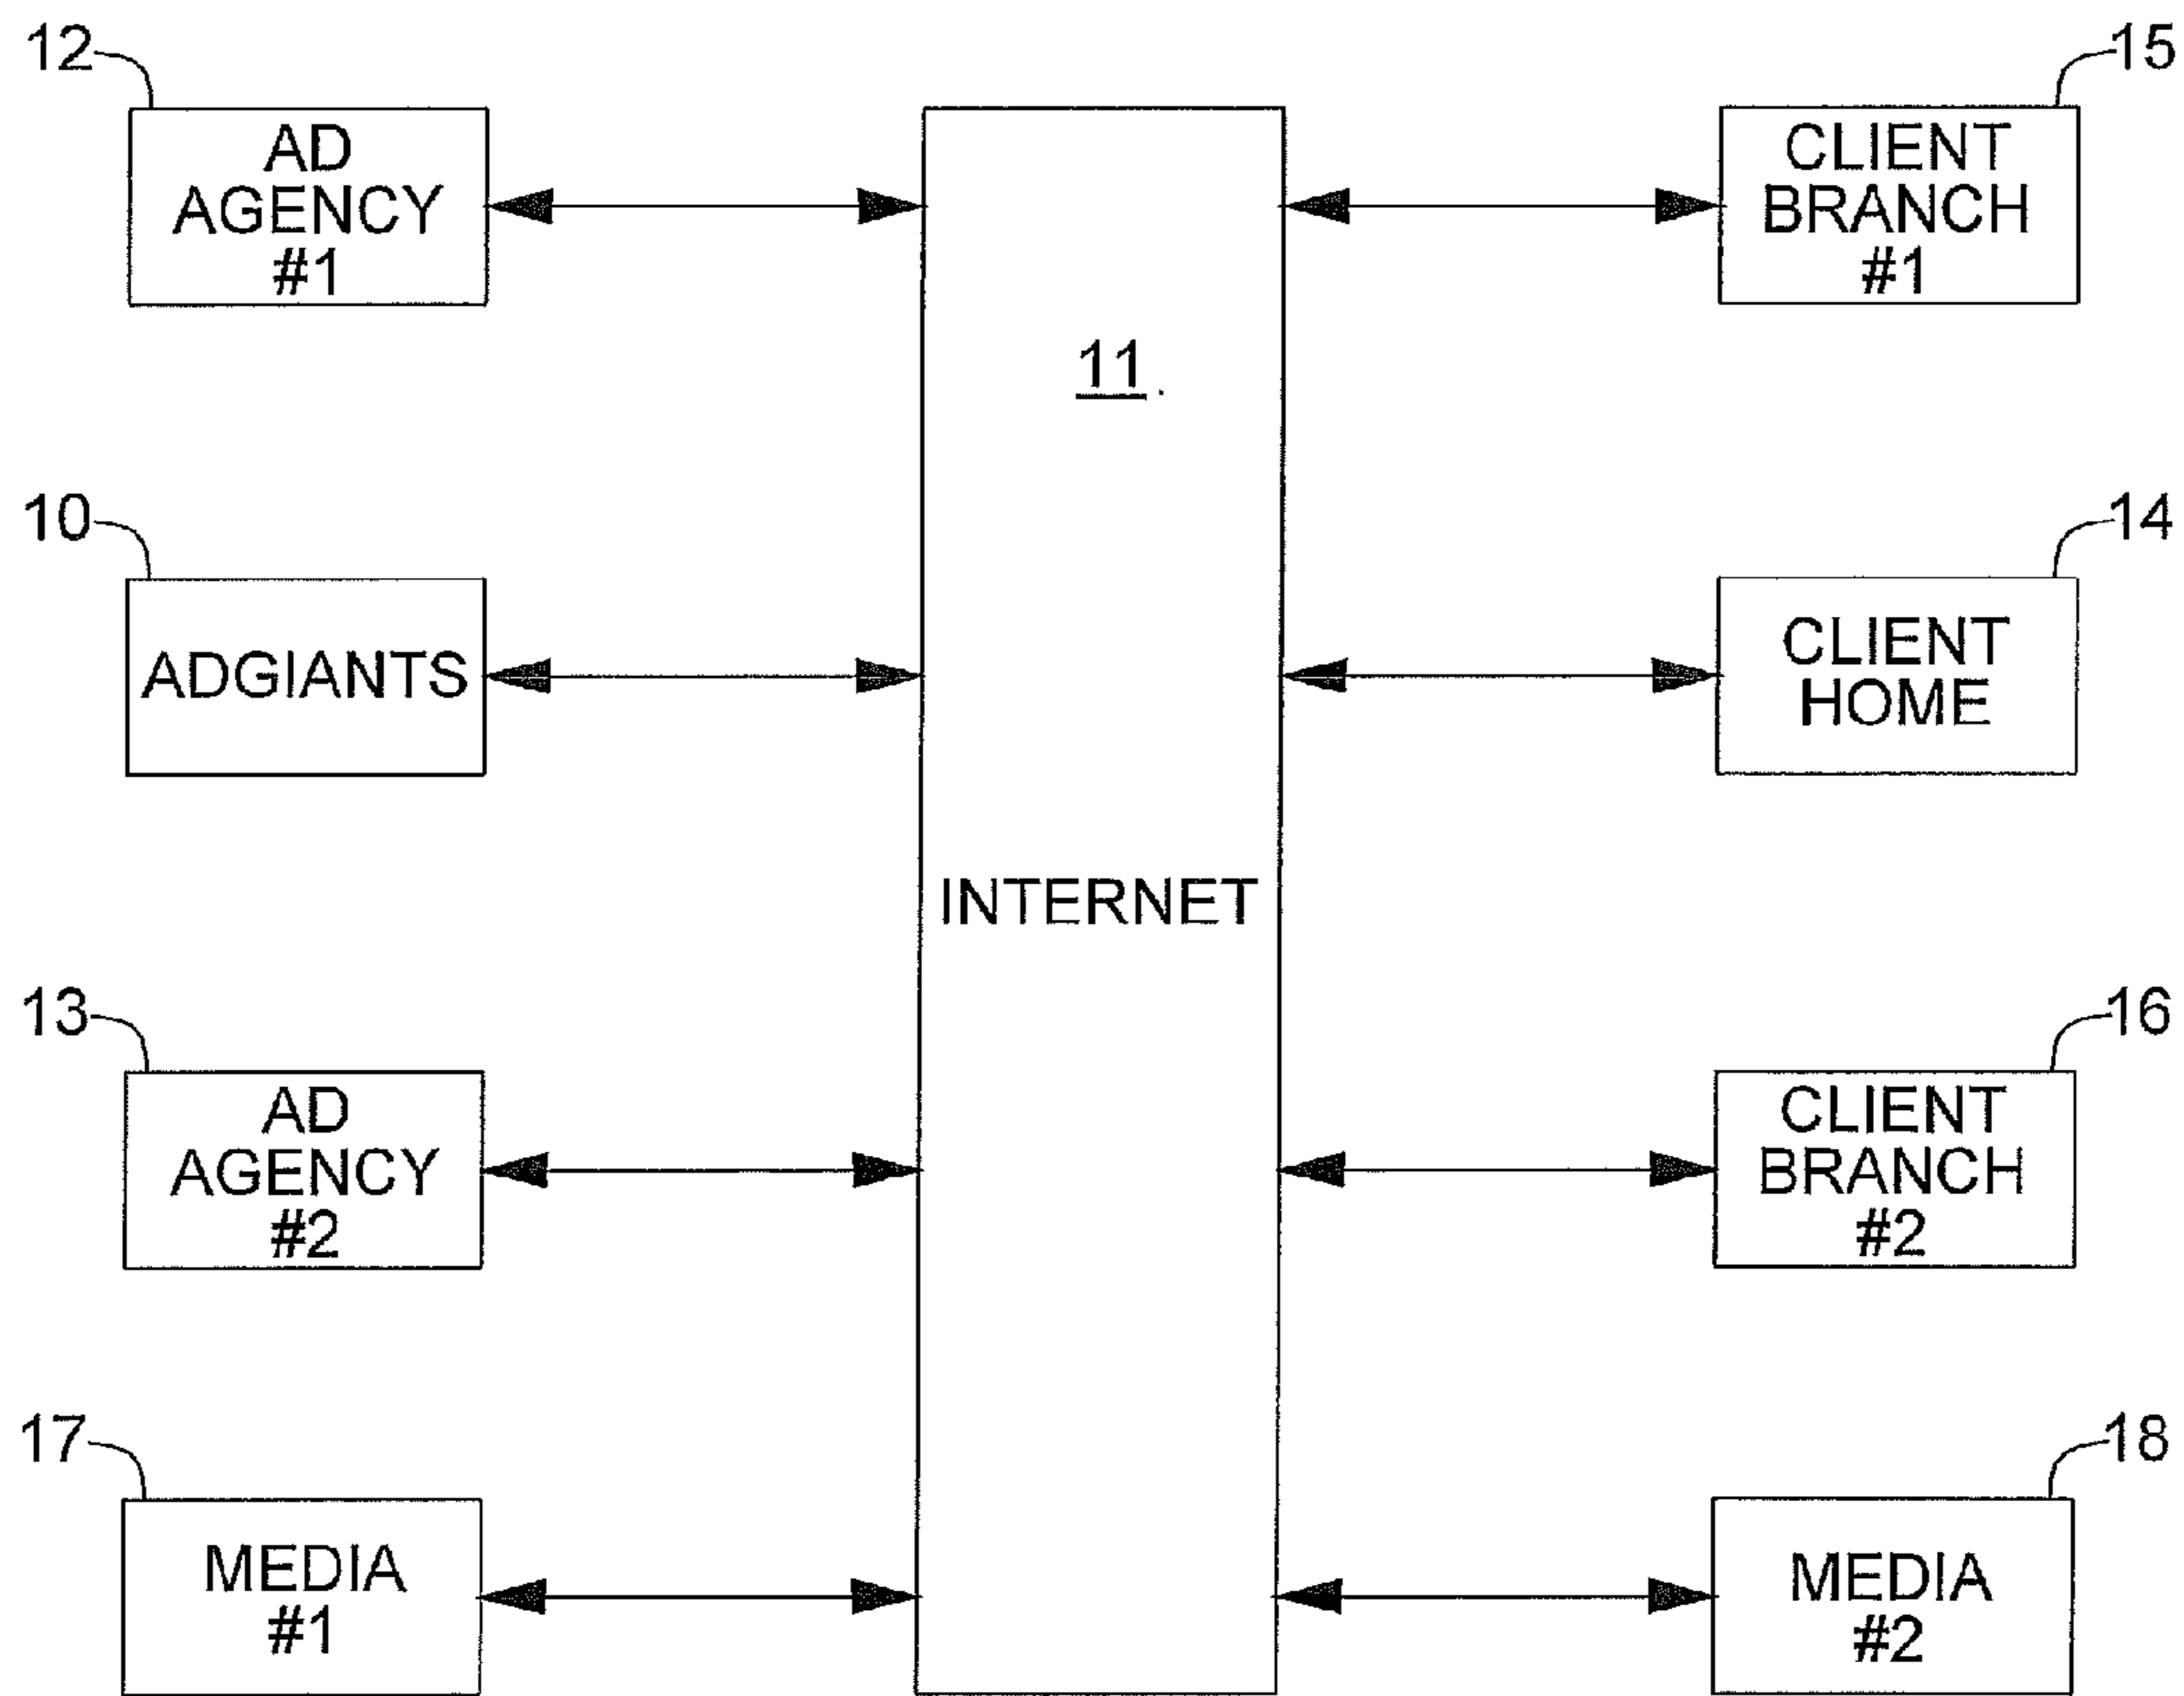 12
AD
AGENCY
#1
15
CLIENT
BRANCH
#1
11.
10
ADGIANTS
14
CLIENT
HOME
INTERNET
13
AD
AGENCY
#2
16
CLIENT
BRANCH
#2
17
MEDIA
#1
18
MEDIA
#2